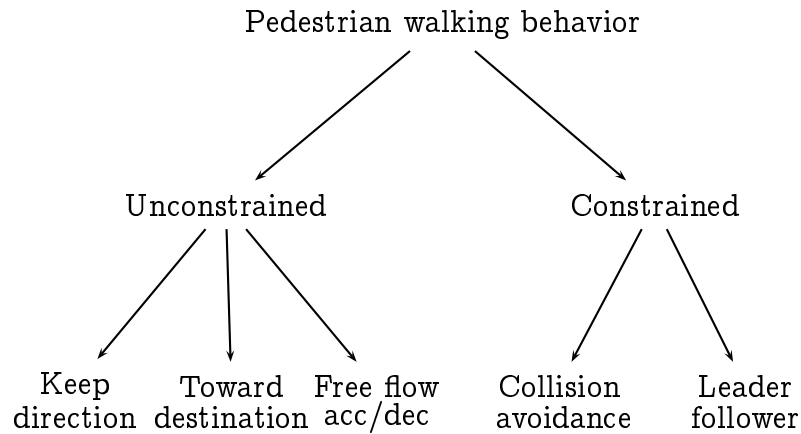 Pedestrian walking behavior
Unconstrained
Constrained
Keep
direction
Toward
destination
Free flow
acc/dec
Collision
avoidance
Leader
follower